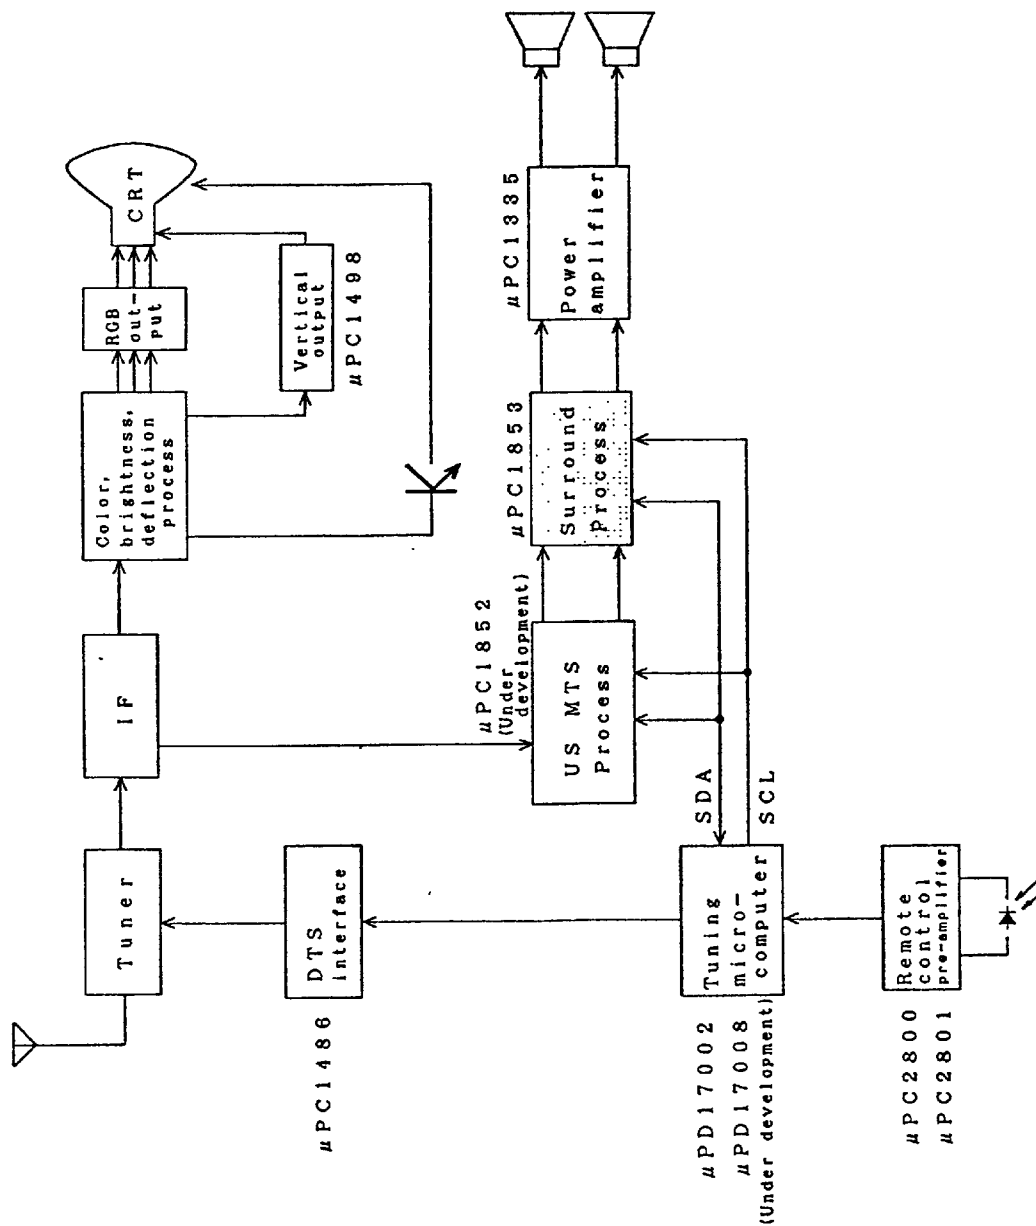 Tuner
IF
Color,
brightness,
deflection
process
RGB
out-
put
CRT
Vertical
output
μPC1498
DTS
interface
μPC1486
μPC1852
(Under
development)
US MTS
Process
μPC1853
Surround
Process
μPC1335
Power
amplifier
SDA
SCL
Tuning
micro-
computer
μPD17002
μPD17008
(Under development)
Remote
control
pre-amplifier
μPC2800
μPC2801